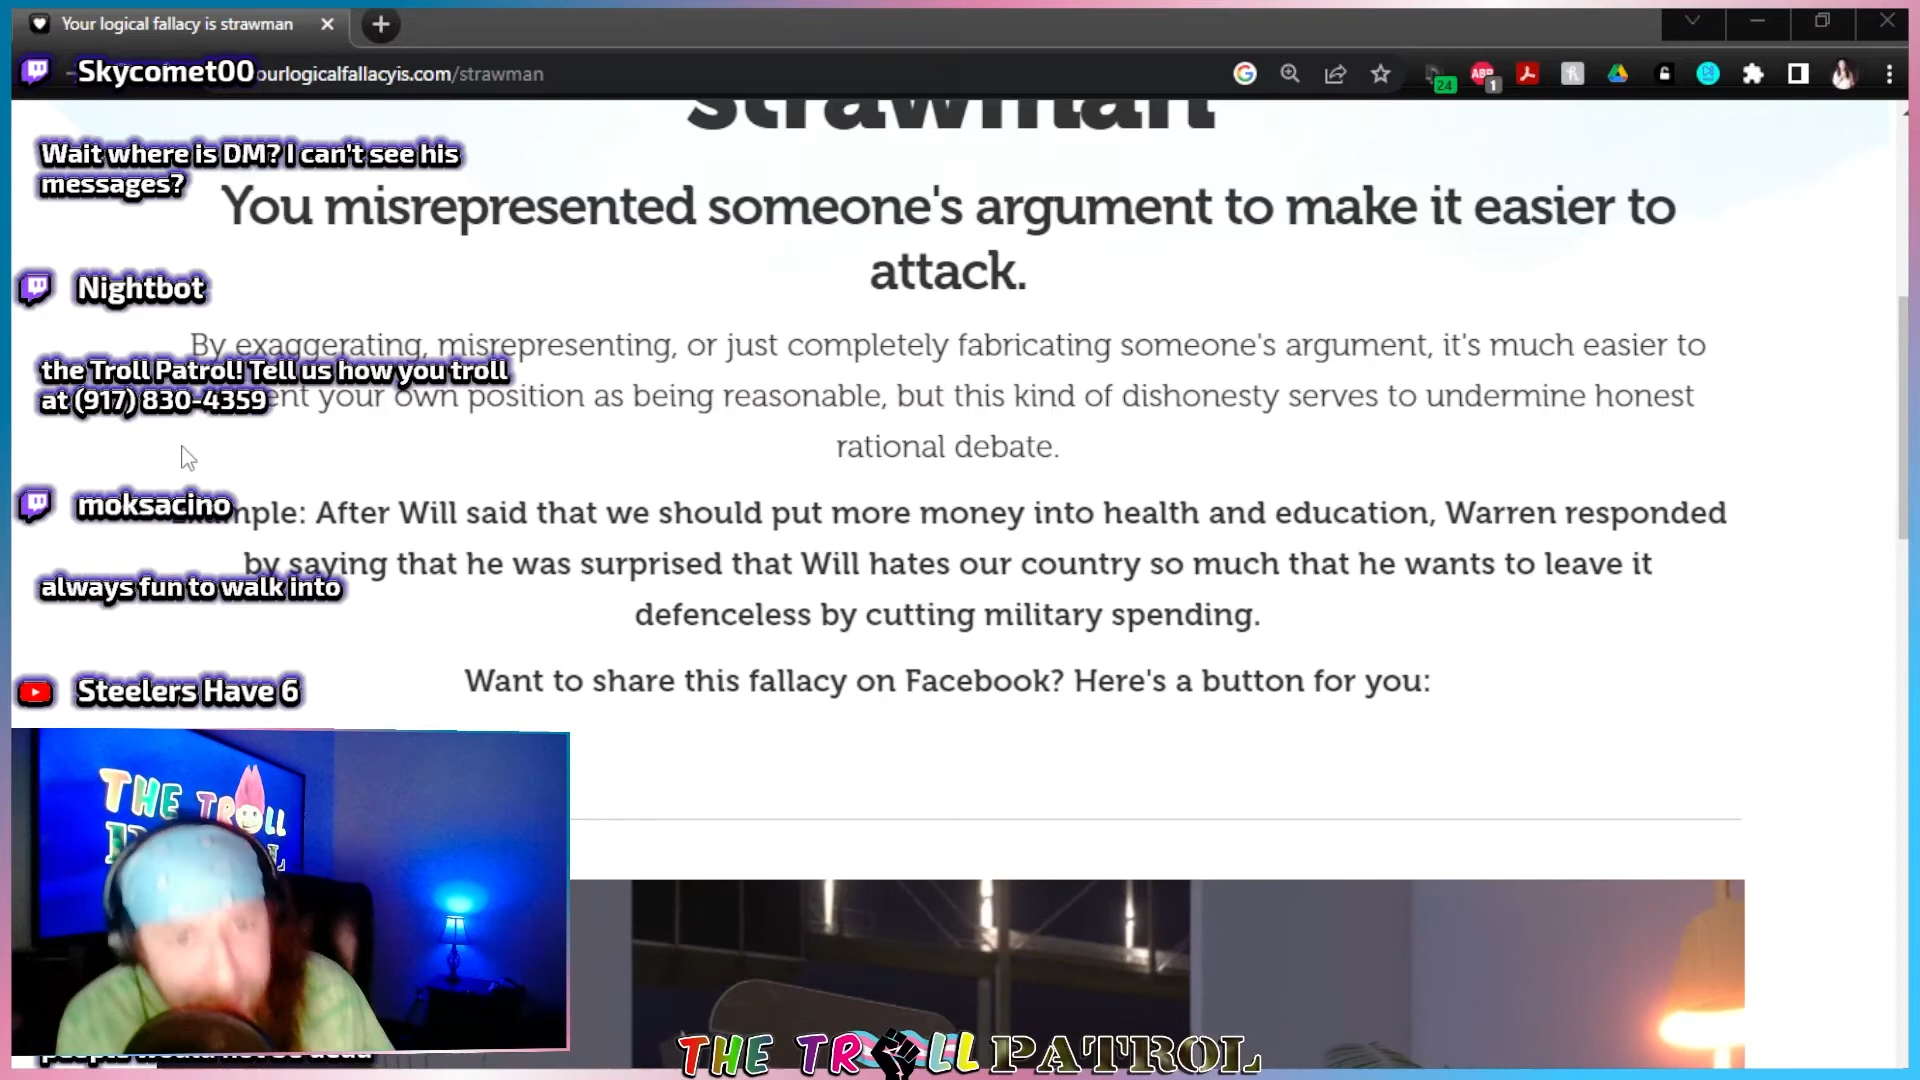 Your logical fallacy is strawman
Skycomet00
ourlogicalfallacyis.com/strawman
24
ABP
1
strawman
Wait where is DM? I can't see his
messages?
You misrepresented someone's argument to make it easier to
attack.
Nightbot
By exaggerating, misrepresenting, or just completely fabricating someone's argument, it's much easier to
the Troll Patrol! Tell us how you troll
at (917) 830-4359
your own position as being reasonable, but this kind of dishonesty serves to undermine honest
rational debate.
moksacino
After Will said that we should put more money into health and education, Warren responded
by saying that he was surprised that Will hates our country so much that he wants to leave it
always fun to walk into
defenceless by cutting military spending.
Want to share this fallacy on Facebook? Here's a button for you:
Steelers Have 6
THE TROLL
THE TROLL PATROL